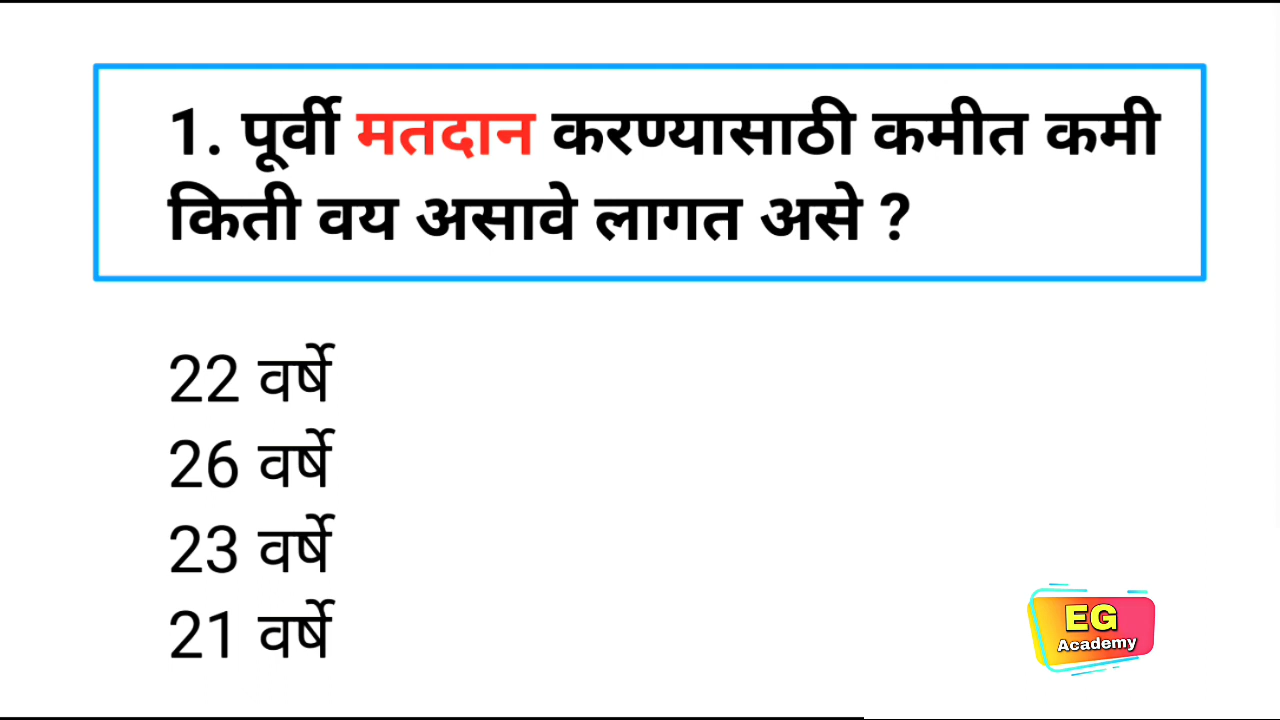 1. पूर्वी मतदान करण्यासाठी कमीत कमी
किती वय असावे लागत असे ?
22 वर्षे
26 वर्षे
23 वर्षे
21 वर्षे
EG
Academy